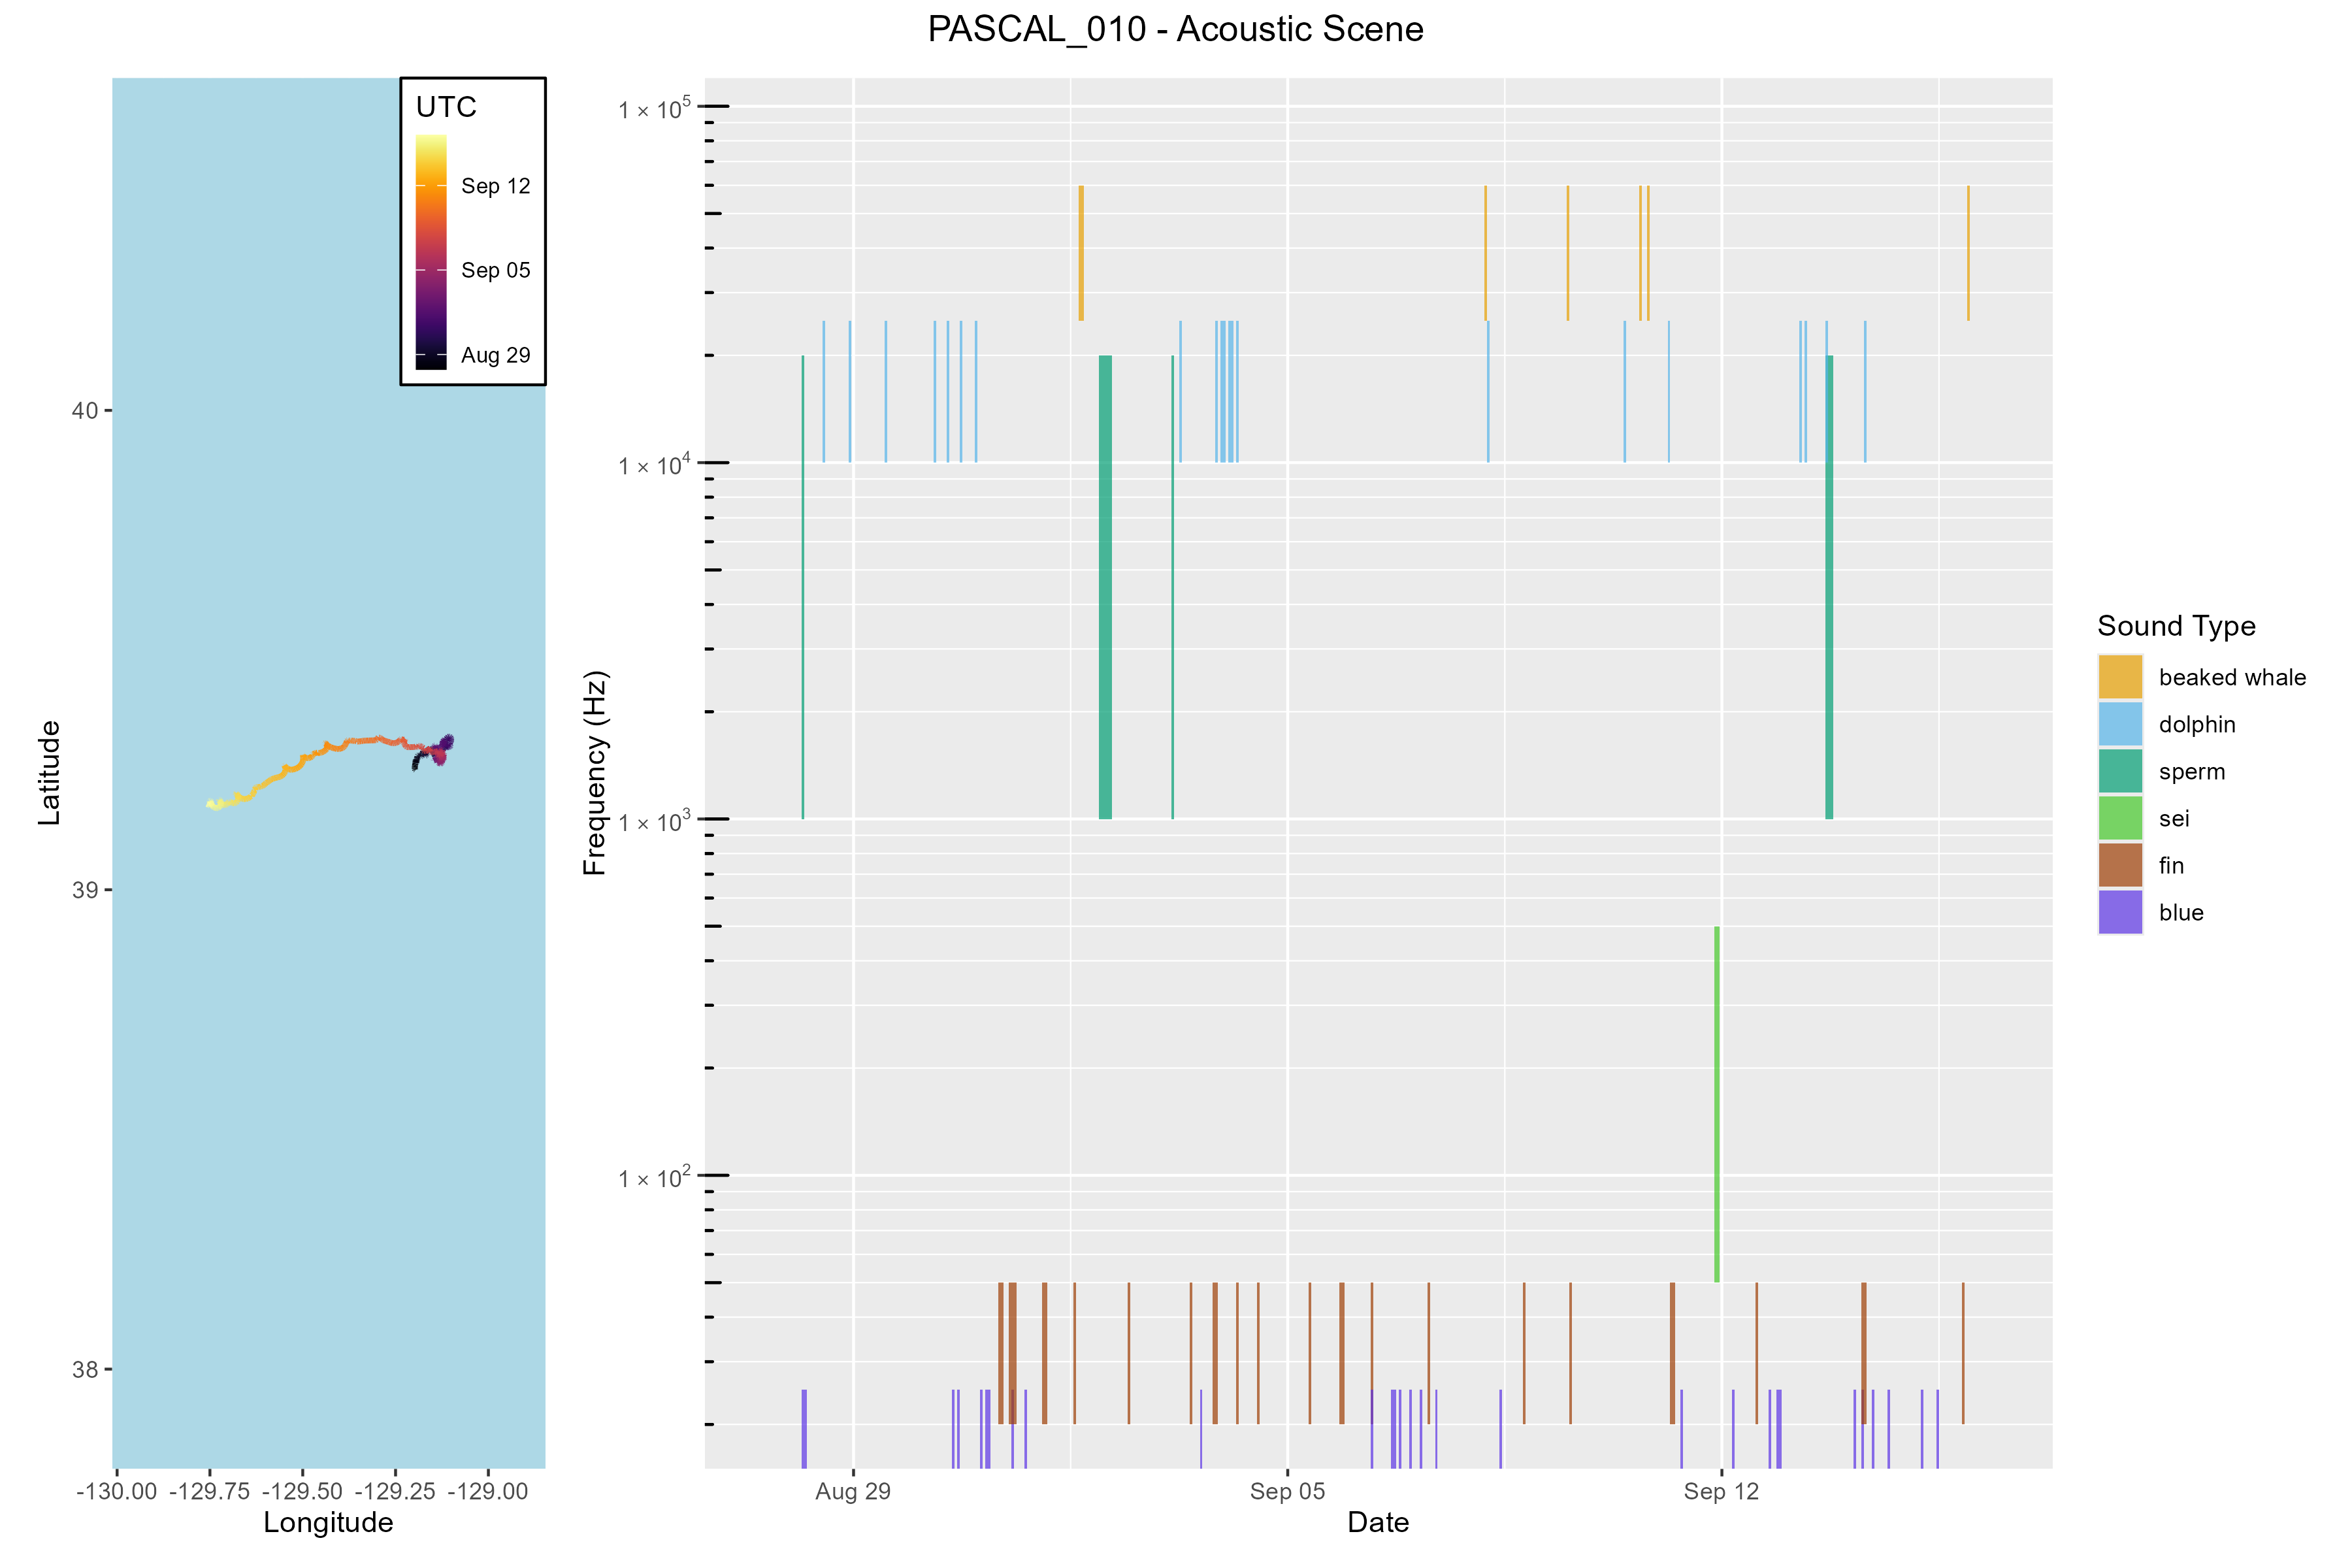 PASCAL_010 - Acoustic Scene
UTC
Sep 12
Sep 05
Aug 29
40
39
38
Latitude
-130.00 -129.75 -129.50 -129.25 -129.00
Longitude
1 × 10⁵
1 × 10⁴
1 × 10³
1 × 10²
Frequency (Hz)
Aug 29 Sep 05 Sep 12
Date
Sound Type
beaked whale
dolphin
sperm
sei
fin
blue